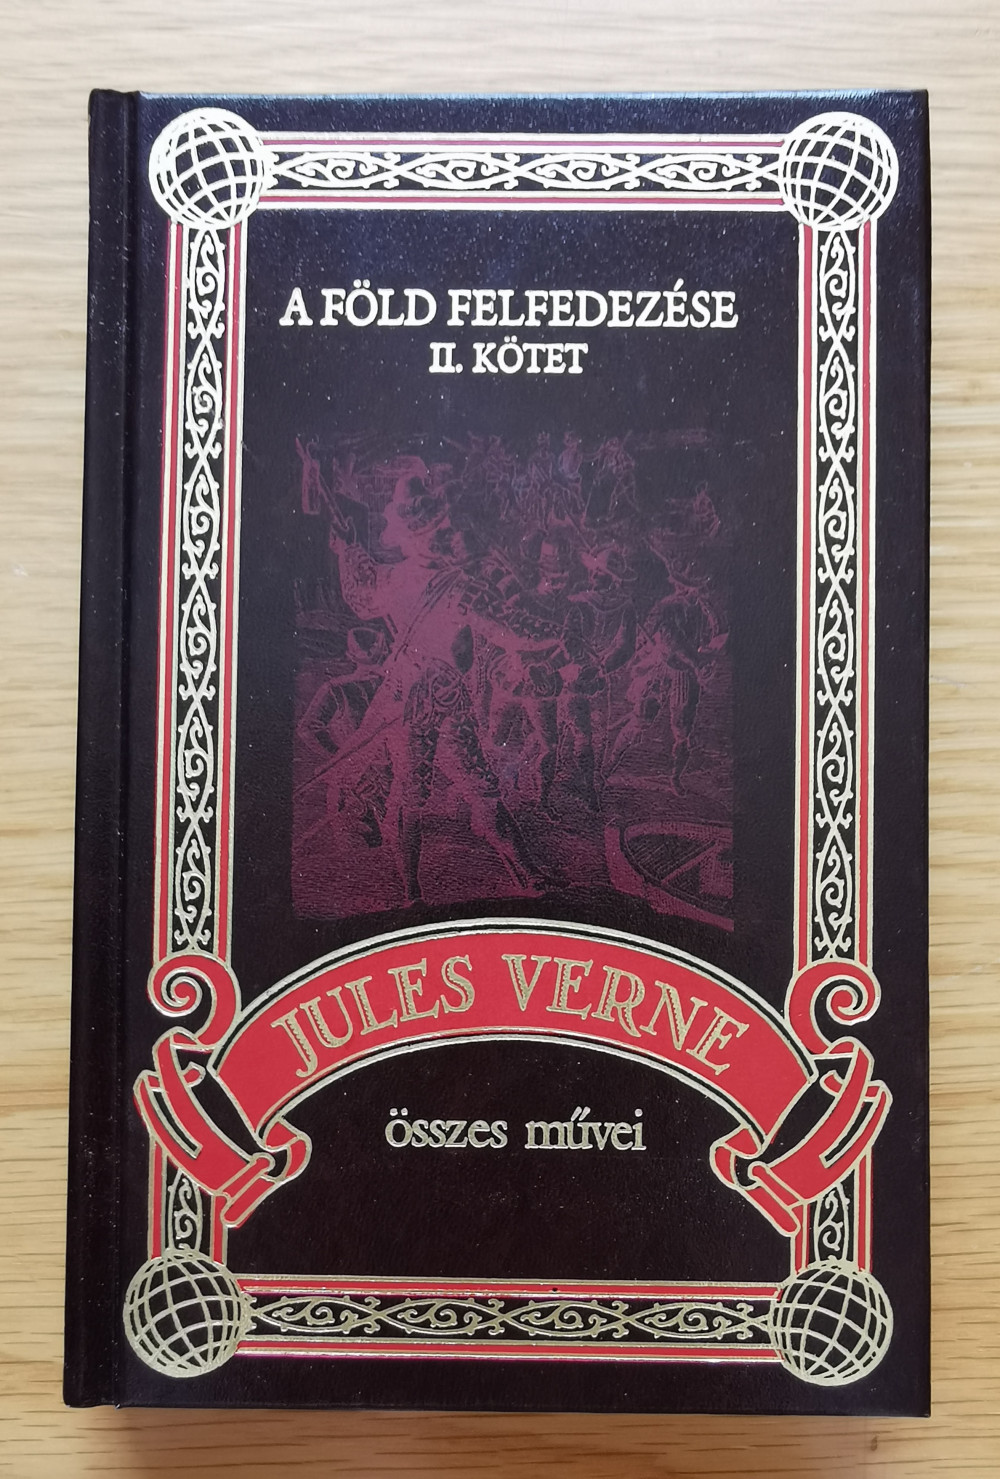 A FÖLD FELFEDEZÉSE
II. KÖTET
JULES VERNE
összes művei